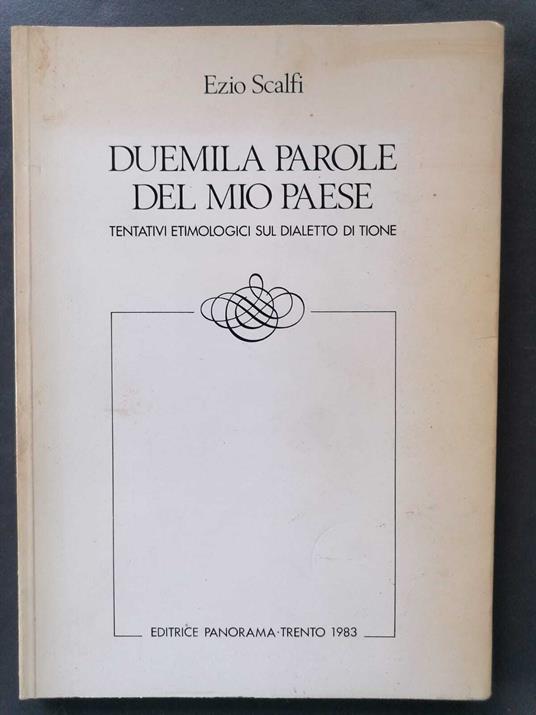 Ezio Scalfi
DUEMILA PAROLE
DEL MIO PAESE
TENTATIVI ETIMOLOGICI SUL DIALETTO DI TIONE
EDITRICE PANORAMA·TRENTO 1983